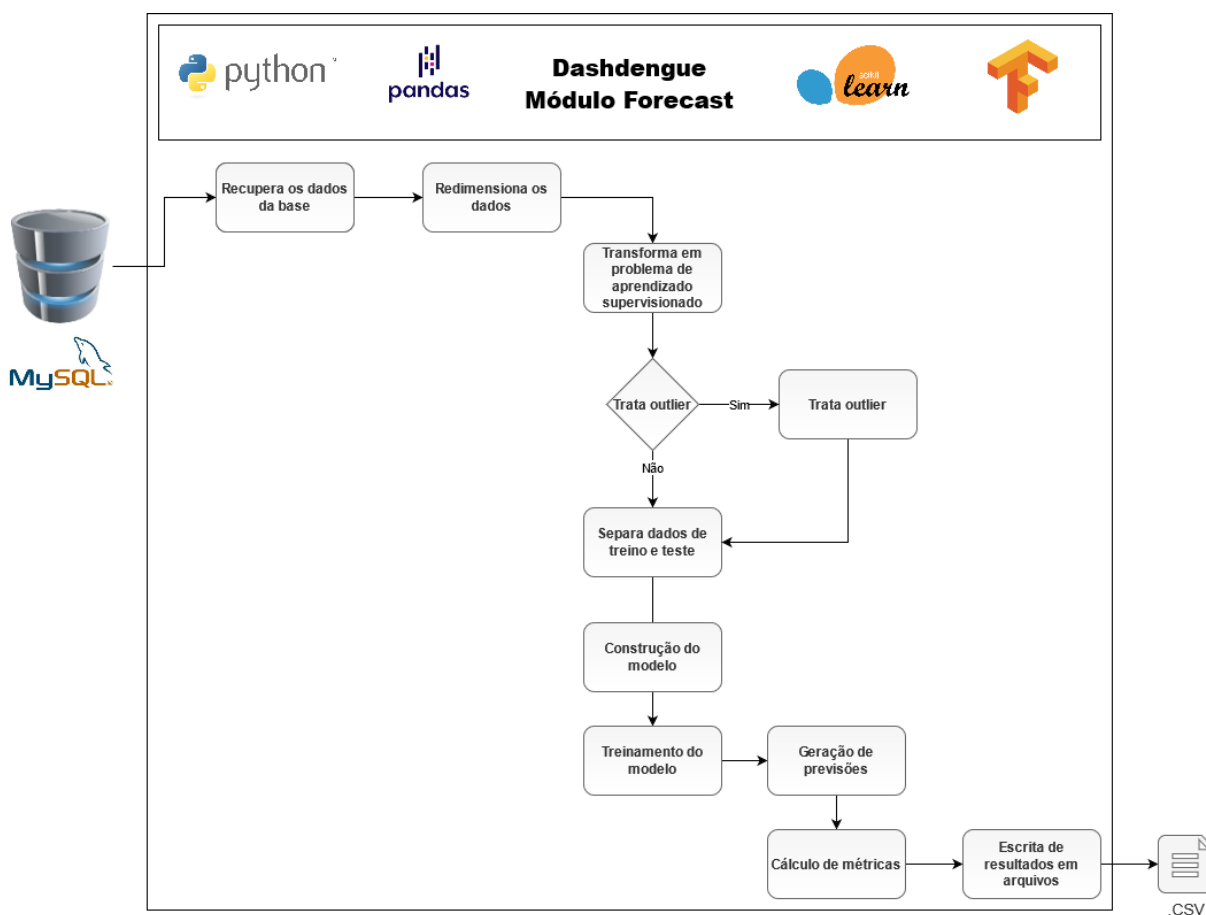 python
pandas
Dashdengue
Módulo Forecast
scikit
learn
Recupera os dados
da base
Redimensiona os
dados
MySQL
Transforma em
problema de
aprendizado
supervisionado
Trata outlier
Sim
Trata outlier
Não
Separa dados de
treino e teste
Construção do
modelo
Treinamento do
modelo
Geração de
previsões
Cálculo de métricas
Escrita de
resultados em
arquivos
.CSV